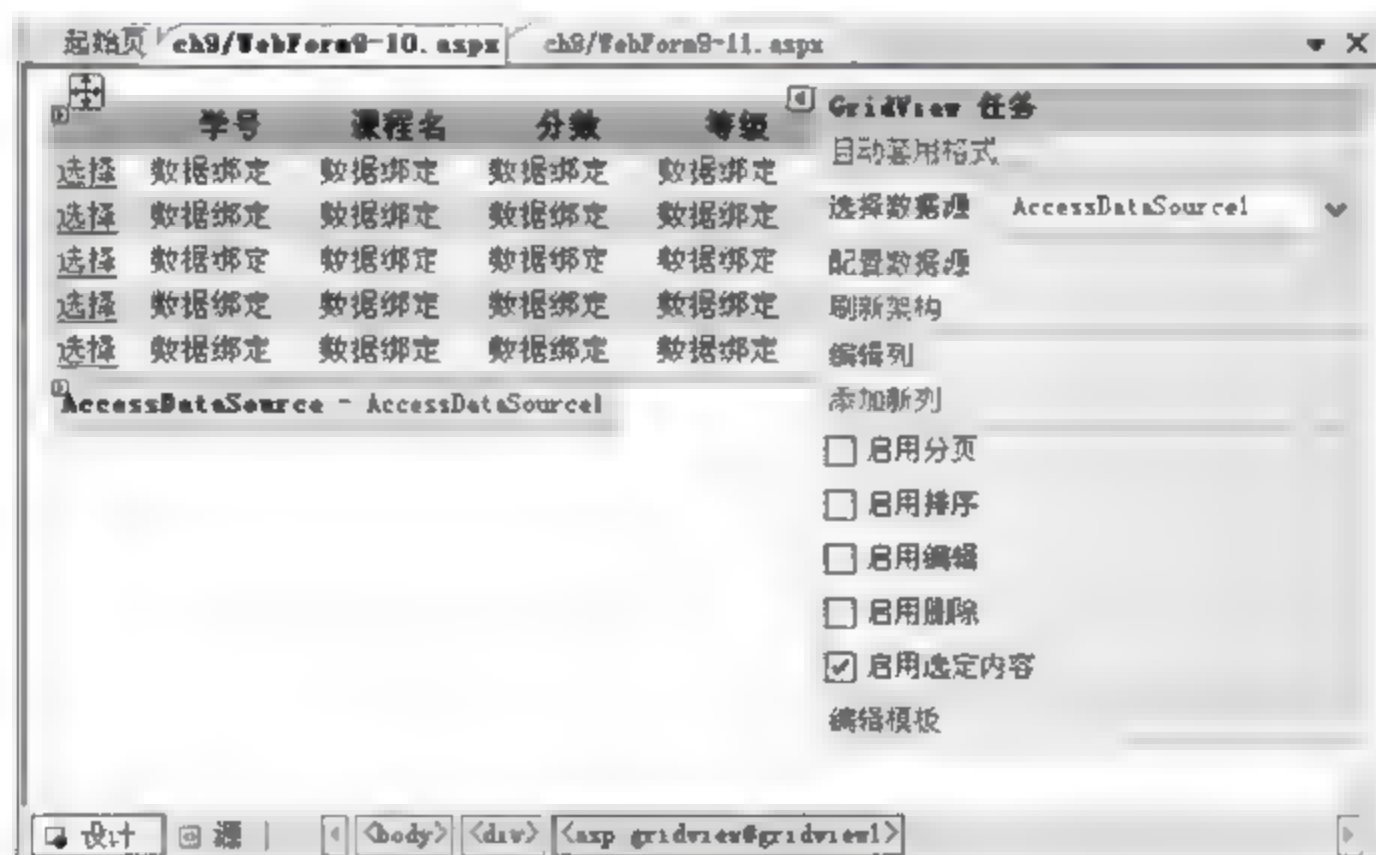 起始页 ch9/WebForm9-10.aspx ch9/WebForm9-11.aspx
学号 课程名 分数 等级
选择 数据绑定 数据绑定 数据绑定 数据绑定
选择 数据绑定 数据绑定 数据绑定 数据绑定
选择 数据绑定 数据绑定 数据绑定 数据绑定
选择 数据绑定 数据绑定 数据绑定 数据绑定
选择 数据绑定 数据绑定 数据绑定 数据绑定
AccessDataSource - AccessDataSource1
GridView 任务
自动套用格式
选择数据源 AccessDataSource1
配置数据源
刷新架构
编辑列
添加新列
启用分页
启用排序
启用编辑
启用删除
启用选定内容
编辑模板
设计 源 <body> <div> <asp gridview#gridview1>